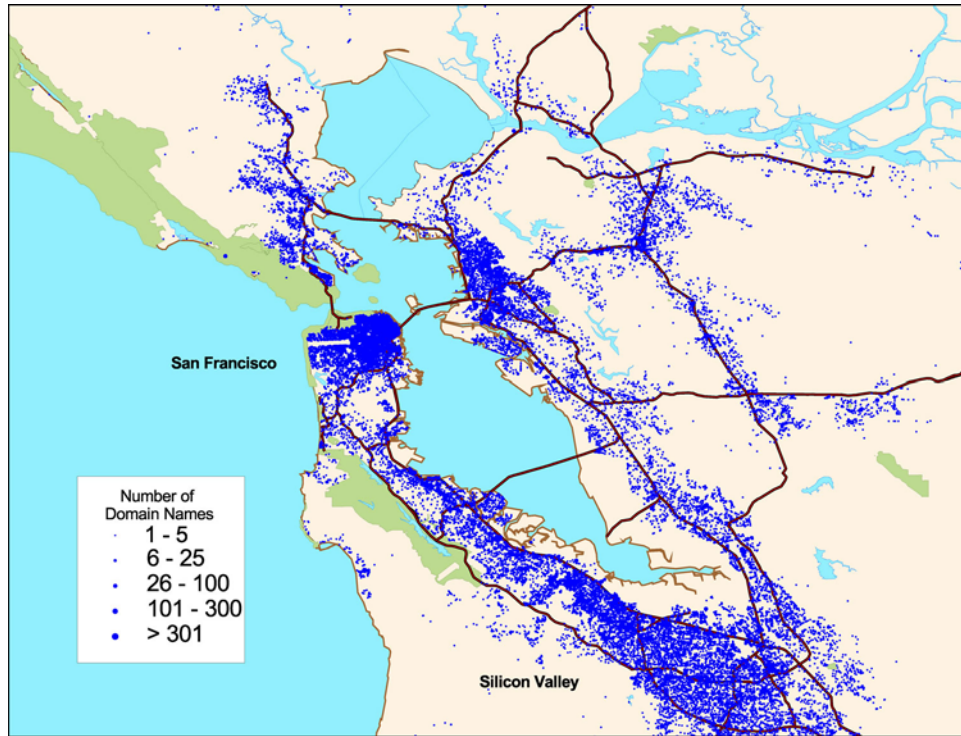 San Francisco
Number of
Domain Names
1 - 5
6 - 25
26 - 100
101 - 300
> 301
Silicon Valley